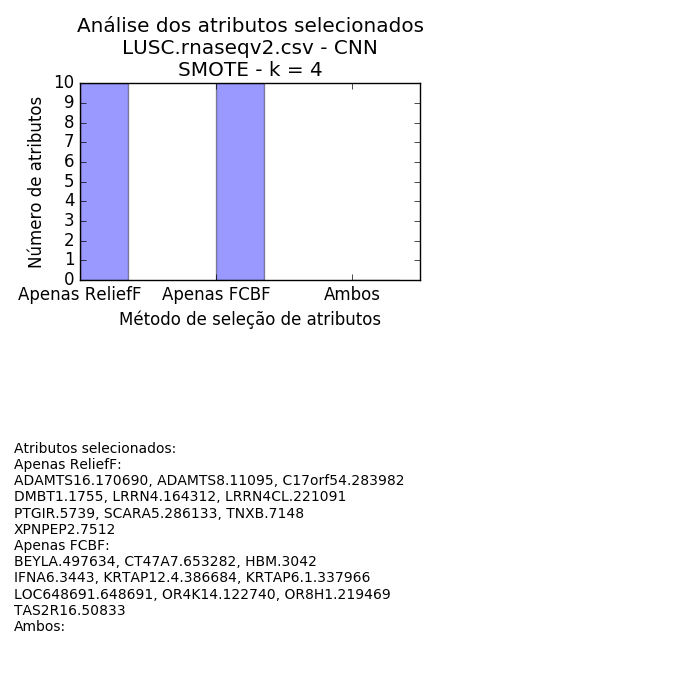 Análise dos atributos selecionados
LUSC.rnaseqv2.csv - CNN
SMOTE - k = 4
Número de atributos
10
9
8
7
6
5
4
3
2
1
0
Apenas ReliefF
Apenas FCBF
Ambos
Método de seleção de atributos
Atributos selecionados:
Apenas ReliefF:
ADAMTS16.170690, ADAMTS8.11095, C17orf54.283982
DMBT1.1755, LRRN4.164312, LRRN4CL.221091
PTGIR.5739, SCARA5.286133, TNXB.7148
XPNPEP2.7512
Apenas FCBF:
BEYLA.497634, CT47A7.653282, HBM.3042
IFNA6.3443, KRTAP12.4.386684, KRTAP6.1.337966
LOC648691.648691, OR4K14.122740, OR8H1.219469
TAS2R16.50833
Ambos: